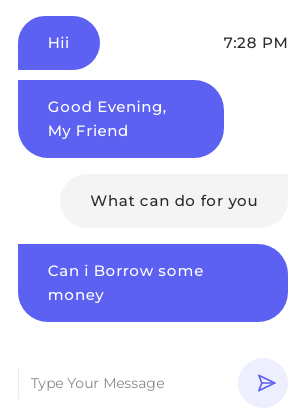 Hii
7:28 PM
Good Evening,
My Friend
What can do for you
Can i Borrow some
money
Type Your Message